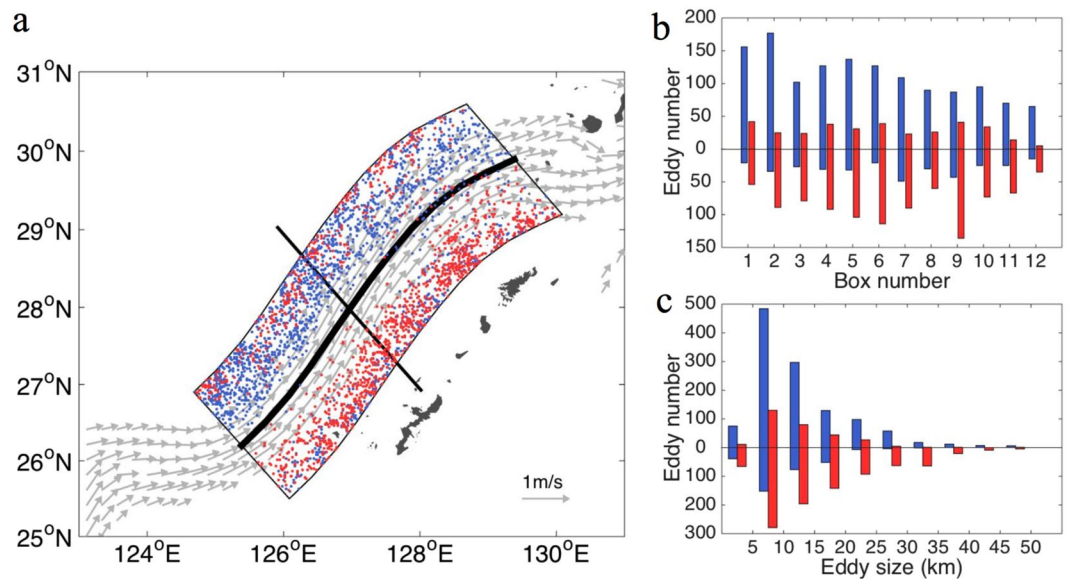 a
31°N
30°N
29°N
28°N
27°N
26°N
25°N
124°E 126°E 128°E 130°E
1m/s
b
200
150
100
50
0
50
100
150
Eddy number
1 2 3 4 5 6 7 8 9 10 11 12
Box number
c
500
400
300
200
100
0
100
200
300
Eddy number
5 10 15 20 25 30 35 40 45 50
Eddy size (km)